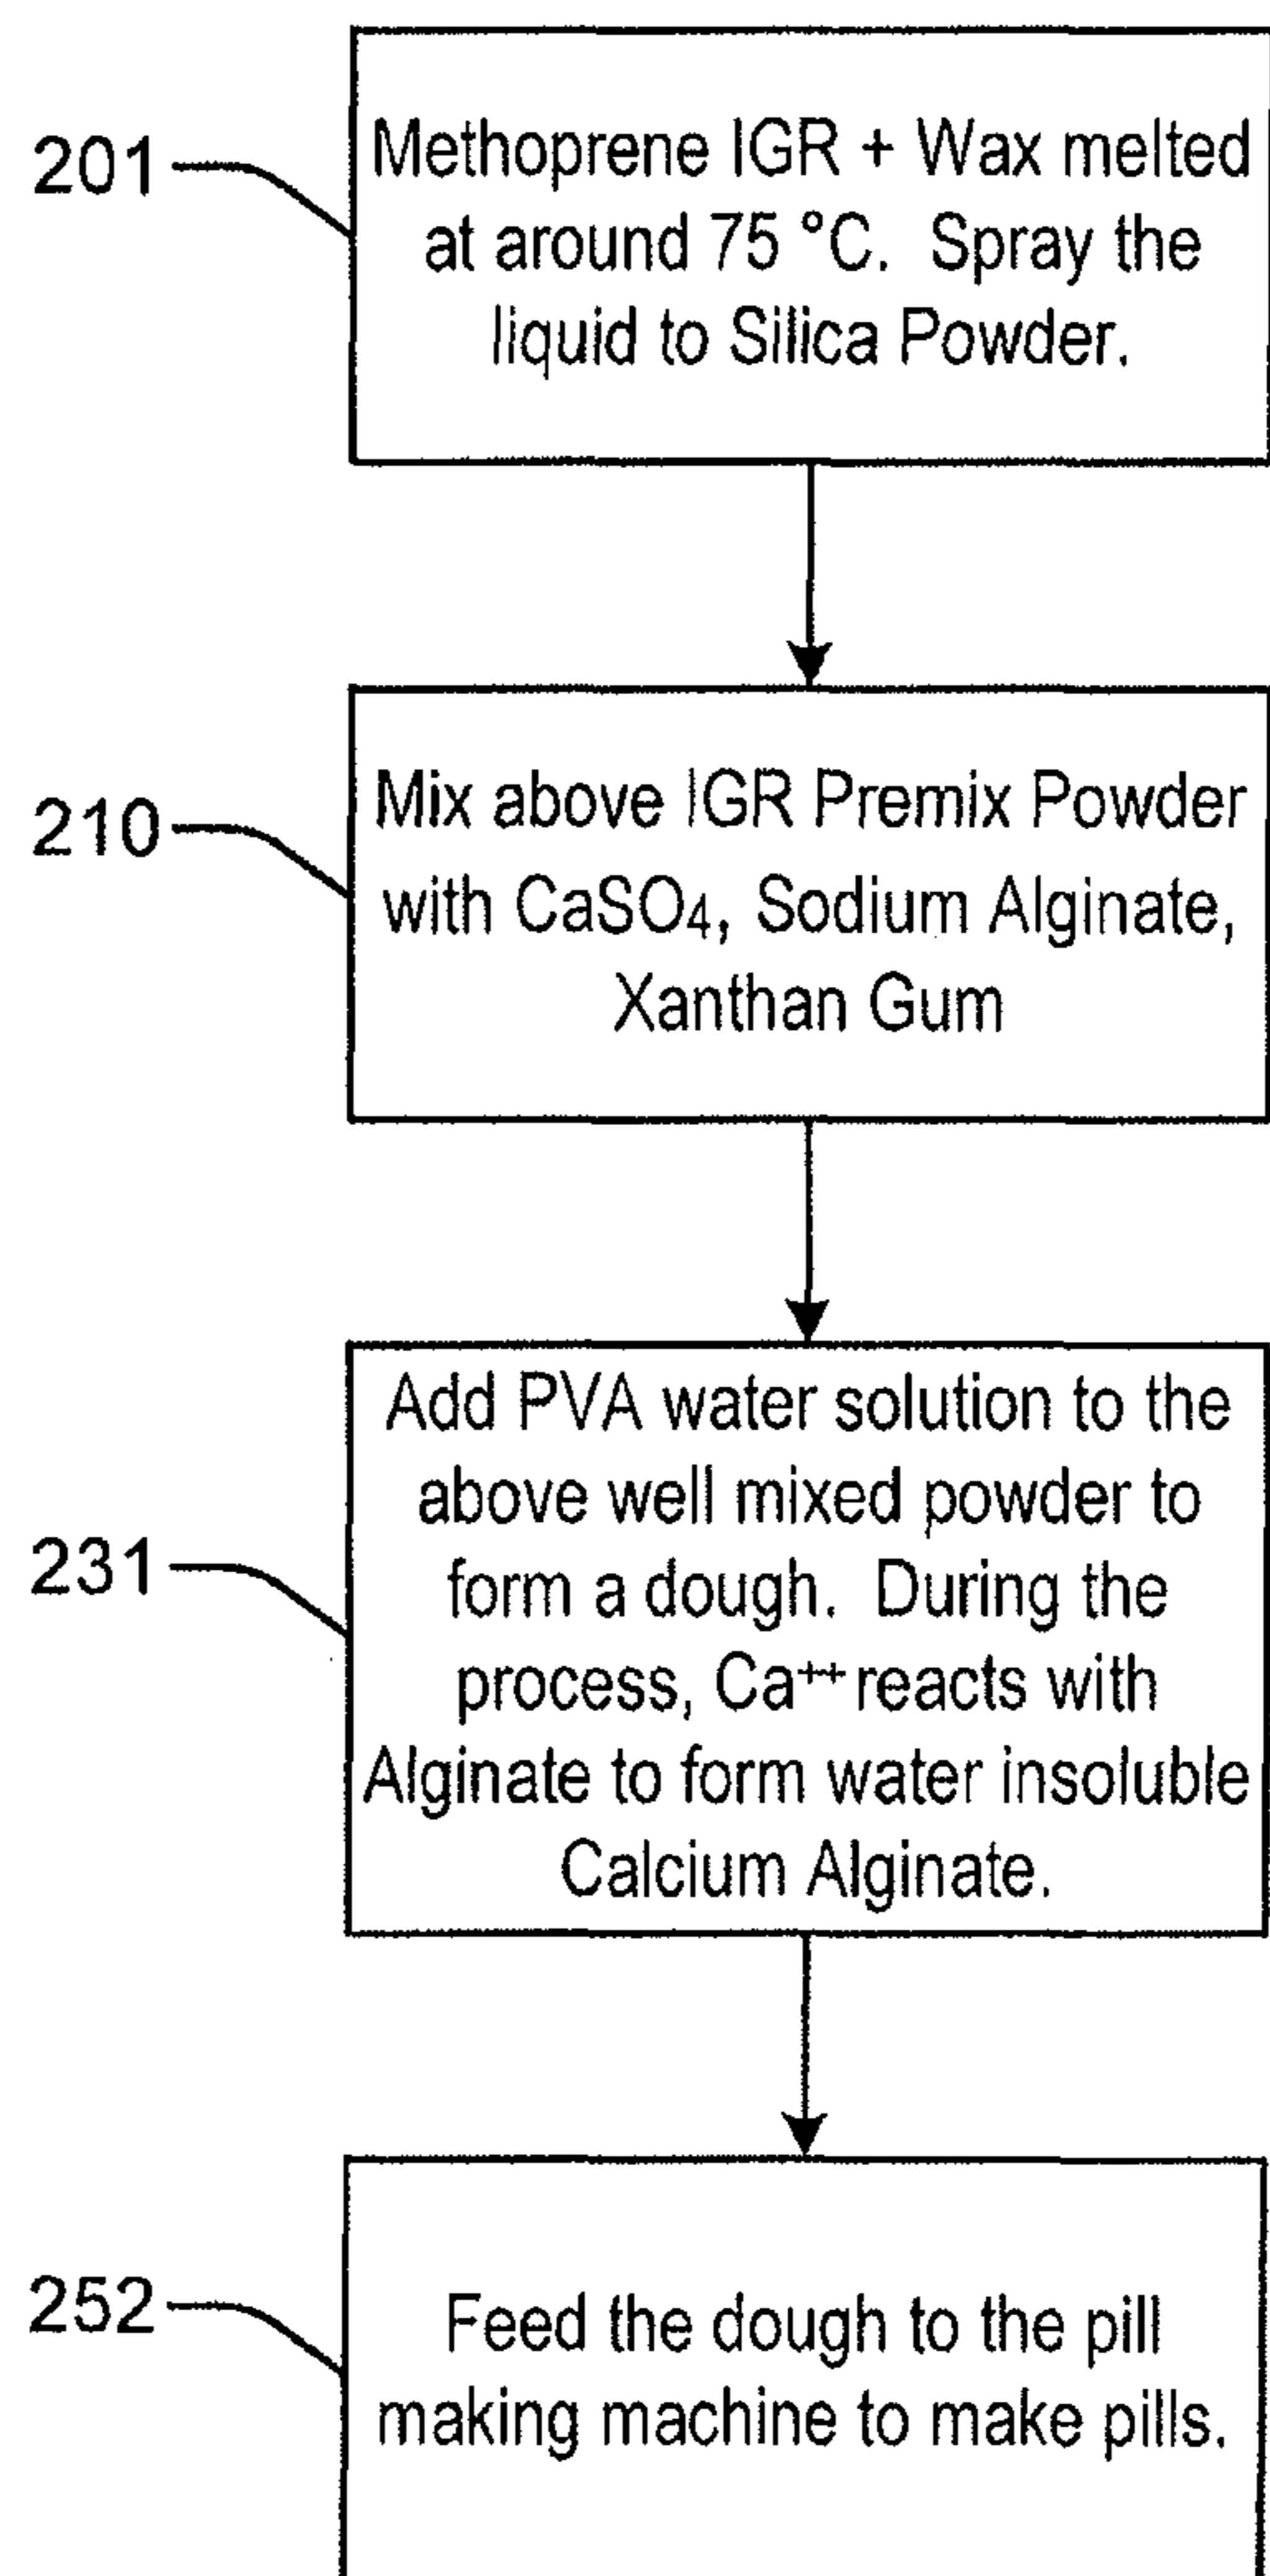 201
Methoprene IGR + Wax melted
at around 75 °C. Spray the
liquid to Silica Powder.
210
Mix above IGR Premix Powder
with CaSO₄, Sodium Alginate,
Xanthan Gum
231
Add PVA water solution to the
above well mixed powder to
form a dough. During the
process, Ca⁺⁺ reacts with
Alginate to form water insoluble
Calcium Alginate.
252
Feed the dough to the pill
making machine to make pills.